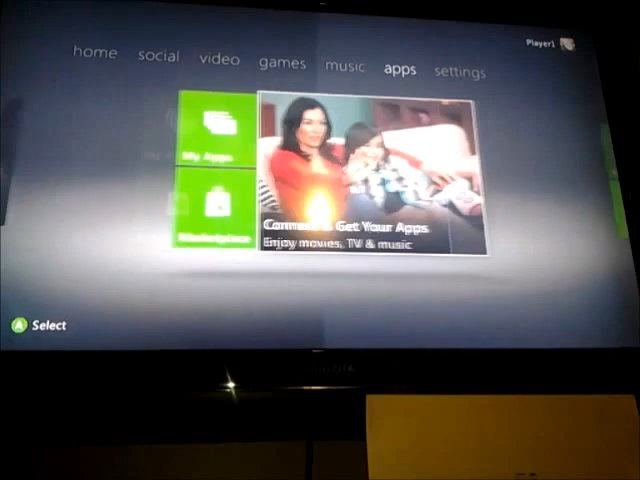 home social video games music apps settings
Player1
My Apps
Marketplace
Connect & Get Your Apps
Enjoy movies, TV & music
A Select